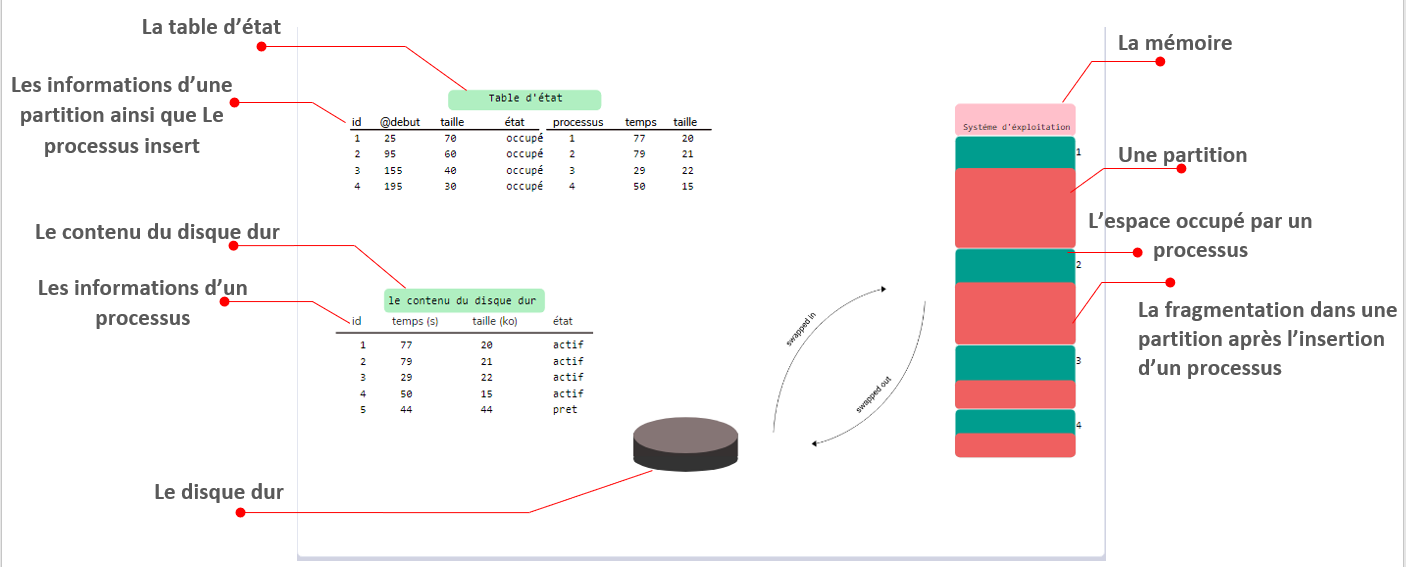 La table d'état
Les informations d'une
partition ainsi que Le
processus insert
Table d'état
id @debut taille état processus temps taille
1 25 70 occupé 1 77 20
2 95 60 occupé 2 79 21
3 155 40 occupé 3 29 22
4 195 30 occupé 4 50 15
Le contenu du disque dur
Les informations d'un
processus
le contenu du disque dur
id temps (s) taille (ko) état
1 77 20 actif
2 79 21 actif
3 29 22 actif
4 50 15 actif
5 44 44 pret
Le disque dur
swapped in
swapped out
La mémoire
Systéme d'éxploitation
1
Une partition
L'espace occupé par un
processus
2
La fragmentation dans une
partition après l'insertion
d'un processus
3
4